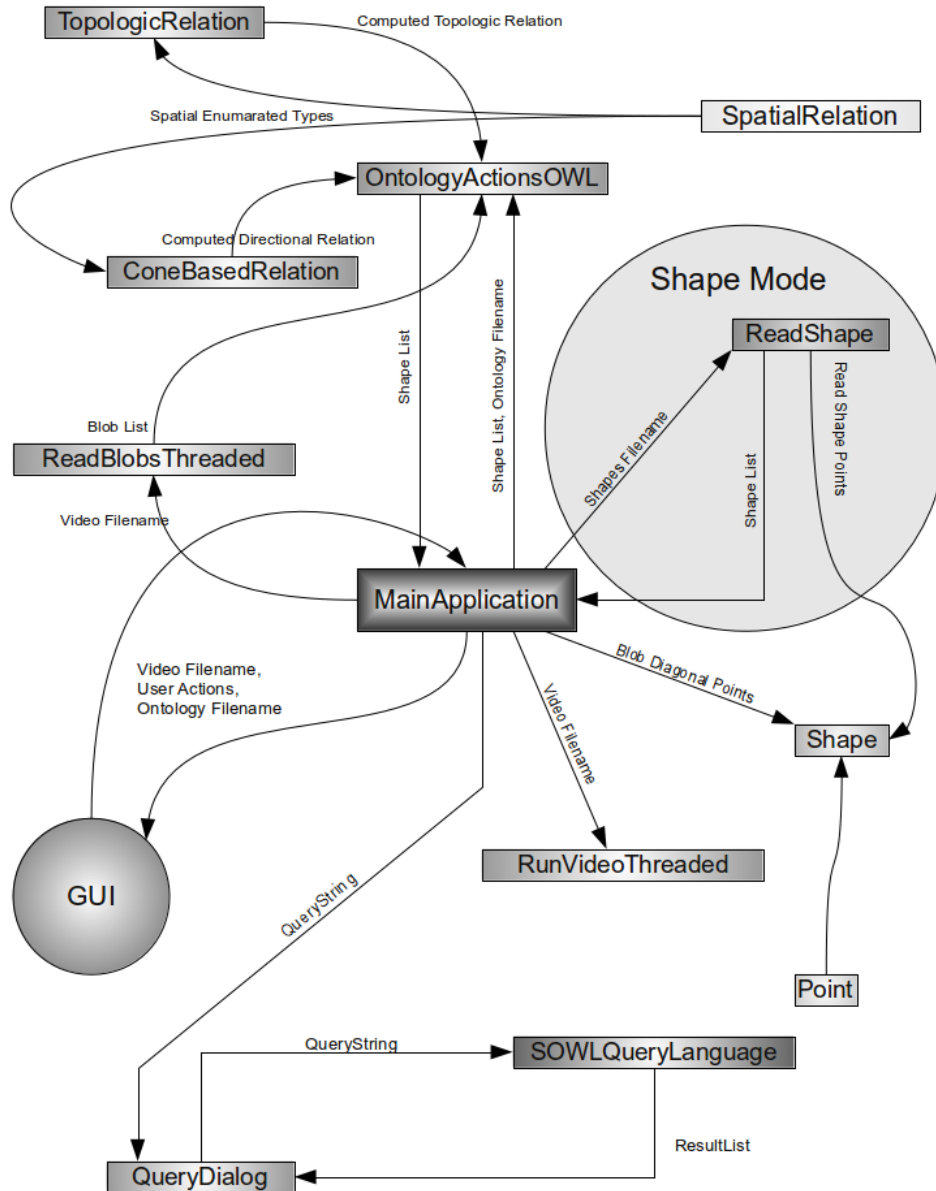 TopologicRelation
Computed Topologic Relation
Spatial Enumarated Types
SpatialRelation
OntologyActionsOWL
Computed Directional Relation
ConeBasedRelation
Shape Mode
ReadShape
Shape List
Shape List, Ontology Filename
Shapes Filename
Shape List
Read Shape Points
Blob List
ReadBlobsThreaded
Video Filename
MainApplication
Video Filename,
User Actions,
Ontology Filename
Blob Diagonal Points
Video Filename
Shape
RunVideoThreaded
GUI
QueryString
Point
QueryString
SOWLQueryLanguage
ResultList
QueryDialog